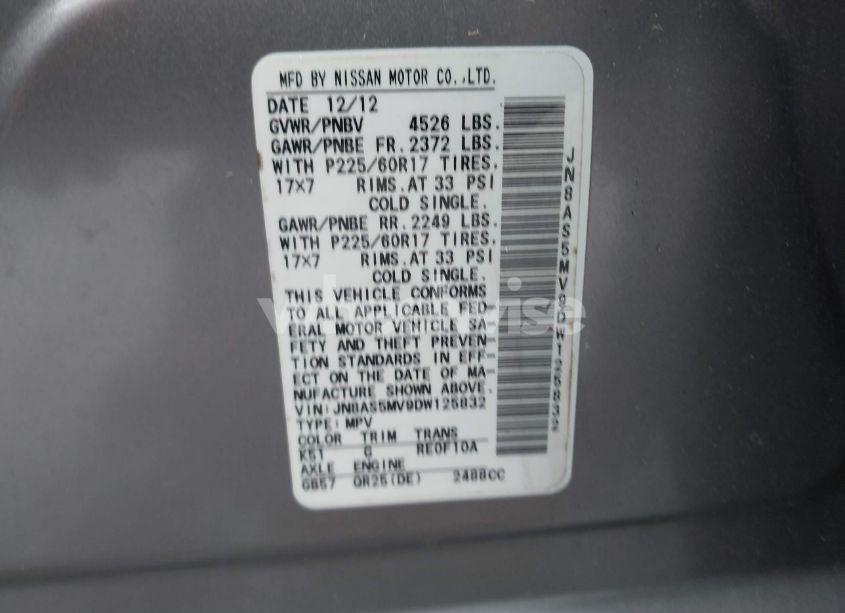 MFD BY NISSAN MOTOR CO.,LTD.
DATE 12/12
GVWR/PNBV 4526 LBS.
GAWR/PNBE FR. 2372 LBS.
WITH P225/60R17 TIRES.
17×7 RIMS.AT 33 PSI
COLD SINGLE.
GAWR/PNBE RR. 2249 LBS.
WITH P225/60R17 TIRES.
17×7 RIMS.AT 33 PSI
COLD SINGLE.
THIS VEHICLE CONFORMS
TO ALL APPLICABLE FED-
ERAL MOTOR VEHICLE SA-
FETY AND THEFT PREVEN-
TION STANDARDS IN EFF-
ECT ON THE DATE OF MA-
NUFACTURE SHOWN ABOVE.
VIN:JN8AS5MV9DW125832
TYPE:MPV
COLOR TRIM TRANS
K51 G RE0F10A
AXLE ENGINE
GB57 QR25(DE) 2488CC
JN8AS5MV9DW125832